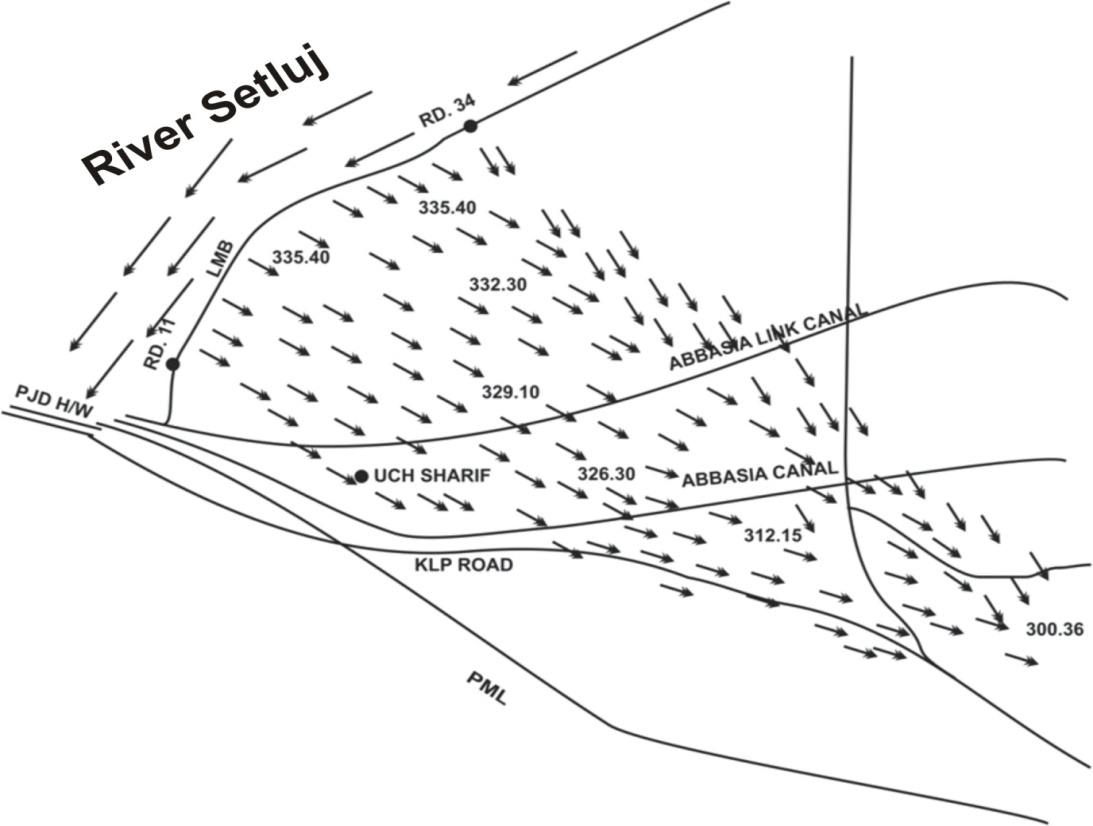 River Setluj
RD. 34
335.40
LMB
335.40
332.30
RD. 11
ABBASIA LINK CANAL
PJD H/W
329.10
UCH SHARIF
326.30
ABBASIA CANAL
312.15
KLP ROAD
300.36
PML